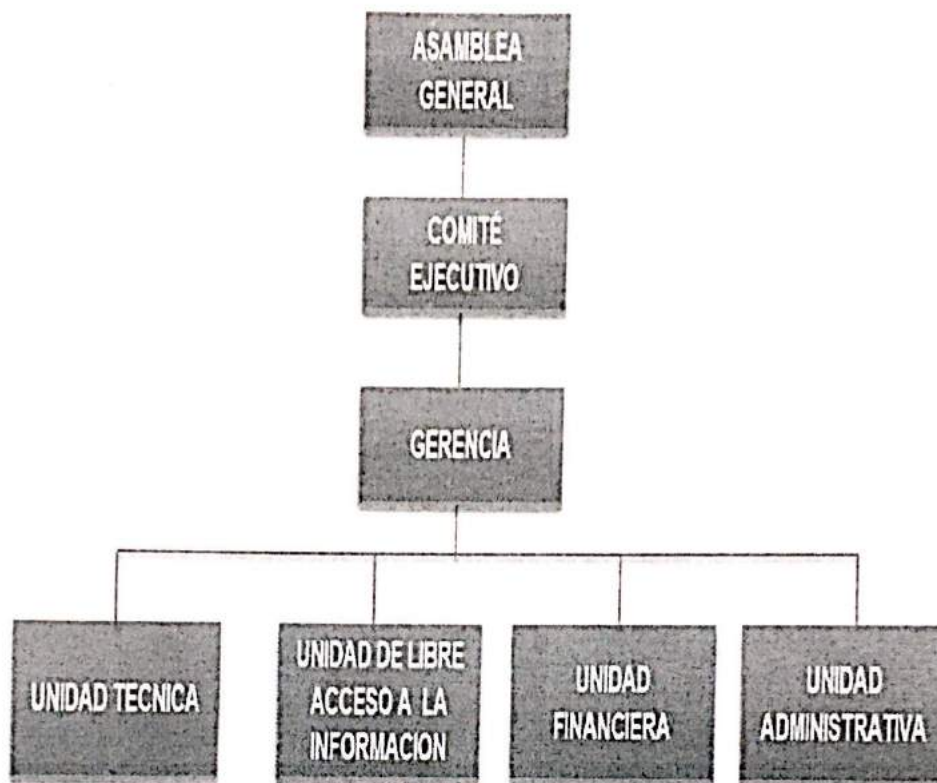 ASAMBLEA
GENERAL
COMITÉ
EJECUTIVO
GERENCIA
UNIDAD TECNICA
UNIDAD DE LIBRE
ACCESO A LA
INFORMACION
UNIDAD
FINANCIERA
UNIDAD
ADMINISTRATIVA